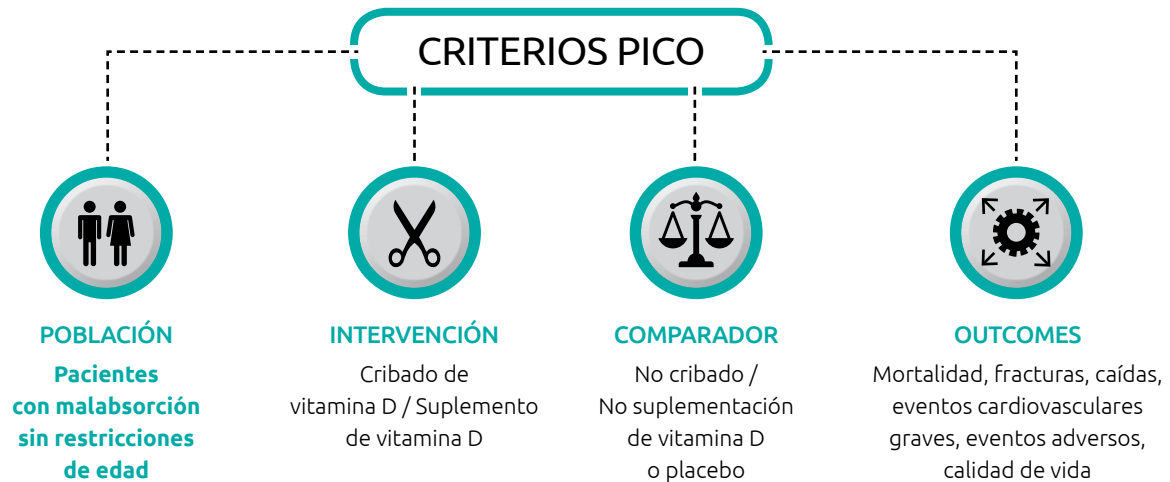 CRITERIOS PICO
POBLACIÓN
Pacientes
con malabsorción
sin restricciones
de edad
INTERVENCIÓN
Cribado de
vitamina D / Suplemento
de vitamina D
COMPARADOR
No cribado /
No suplementación
de vitamina D
o placebo
OUTCOMES
Mortalidad, fracturas, caídas,
eventos cardiovasculares
graves, eventos adversos,
calidad de vida